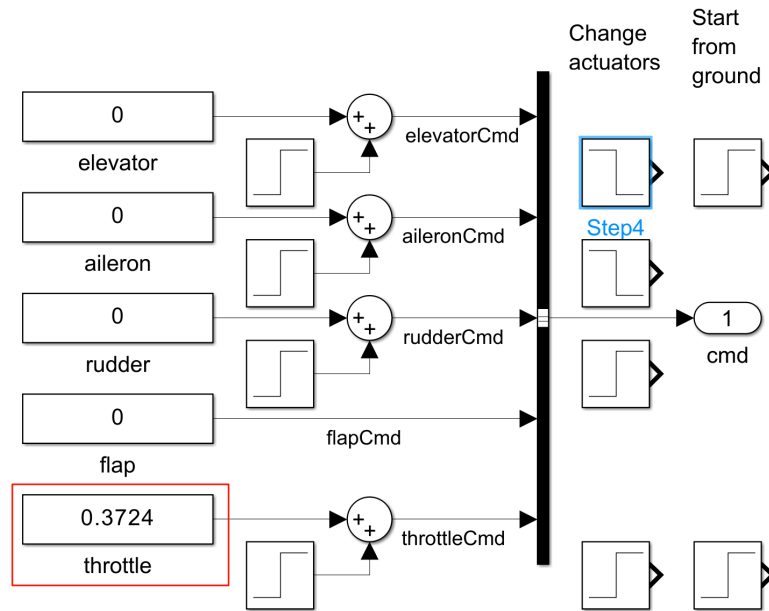 Change
actuators
Start
from
ground
0
elevator
+
+
elevatorCmd
Step4
0
aileron
+
+
aileronCmd
0
rudder
+
+
rudderCmd
1
cmd
0
flap
flapCmd
0.3724
throttle
+
+
throttleCmd